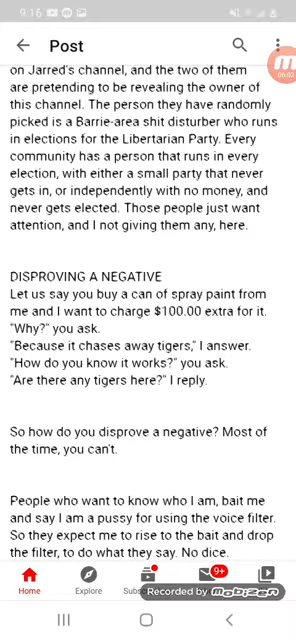 9:16
Post
06:02
on Jarred's channel, and the two of them
are pretending to be revealing the owner of
this channel. The person they have randomly
picked is a Barrie-area shit disturber who runs
in elections for the Libertarian Party. Every
community has a person that runs in every
election, with either a small party that never
gets in, or independently with no money, and
never gets elected. Those people just want
attention, and I not giving them any, here.
DISPROVING A NEGATIVE
Let us say you buy a can of spray paint from
me and I want to charge $100.00 extra for it.
"Why?" you ask.
"Because it chases away tigers," I answer.
"How do you know it works?" you ask.
"Are there any tigers here?" I reply.
So how do you disprove a negative? Most of
the time, you can't.
People who want to know who I am, bait me
and say I am a pussy for using the voice filter.
So they expect me to rise to the bait and drop
the filter, to do what they say. No dice.
9+
Home Explore Subs
Recorded by Mobizen